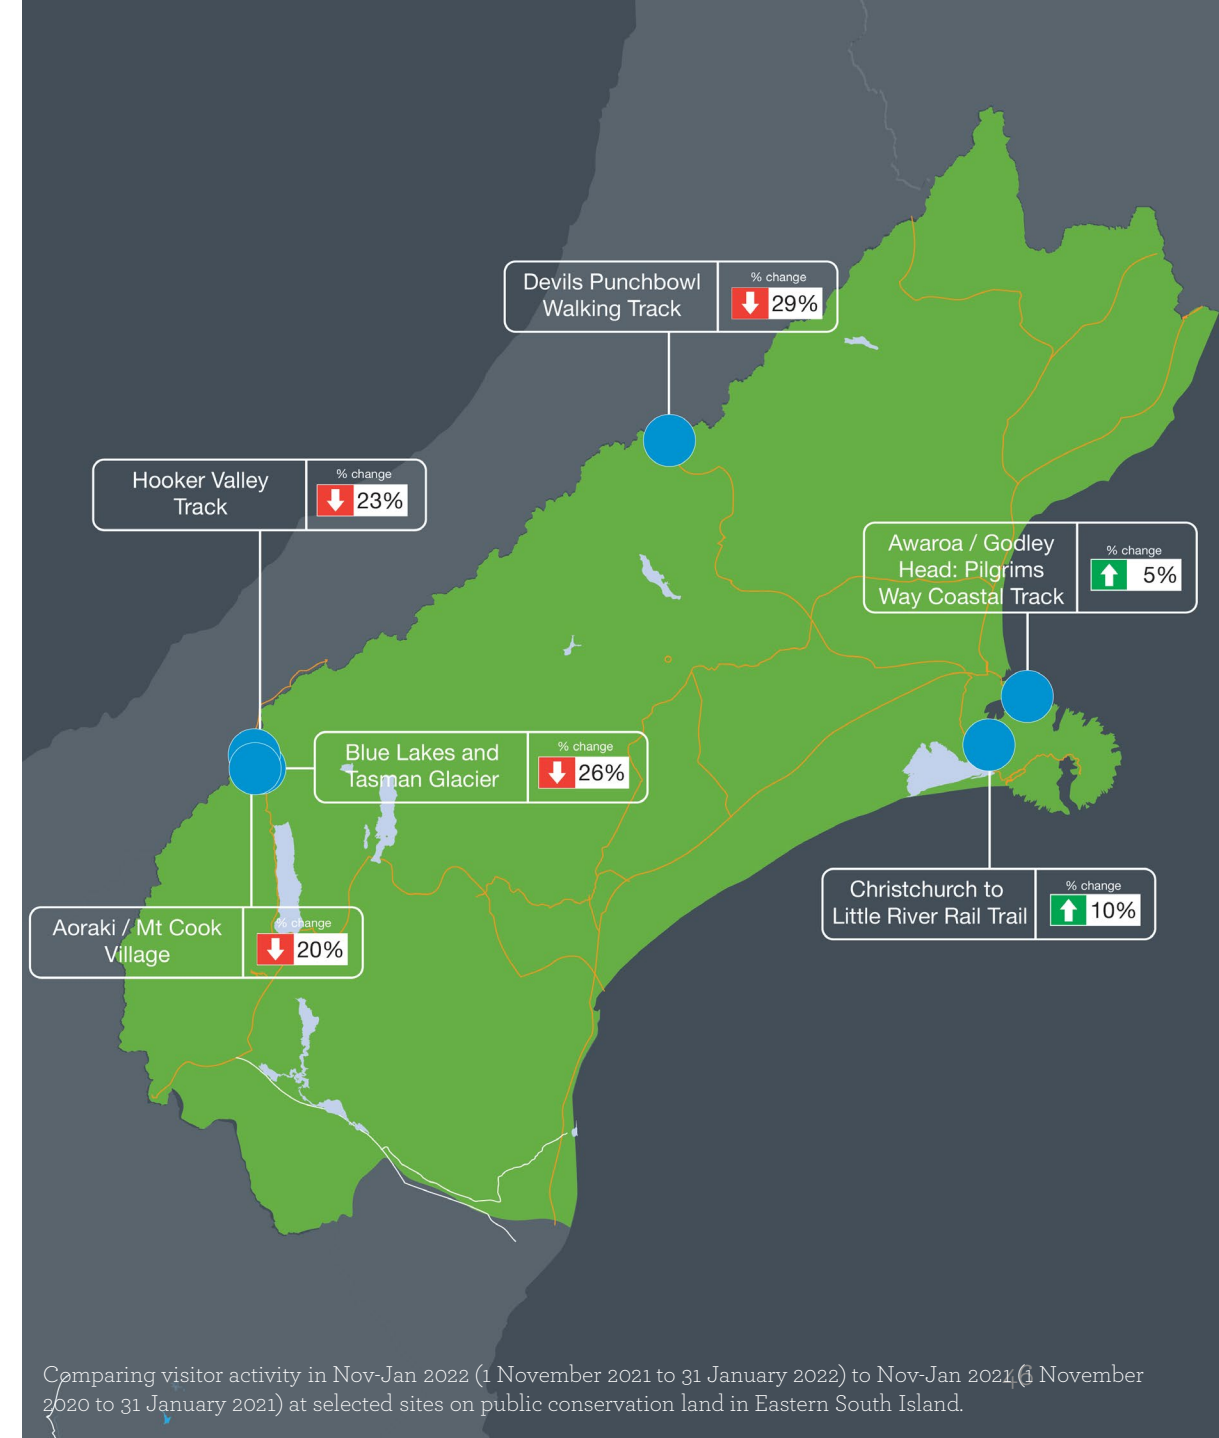 Devils Punchbowl
Walking Track
% change
29%
Hooker Valley
Track
% change
23%
Awaroa / Godley
Head: Pilgrims
Way Coastal Track
% change
5%
Blue Lakes and
Tasman Glacier
% change
26%
Christchurch to
Little River Rail Trail
% change
10%
Aoraki / Mt Cook
Village
% change
20%
Comparing visitor activity in Nov-Jan 2022 (1 November 2021 to 31 January 2022) to Nov-Jan 2021 (1 November
2020 to 31 January 2021) at selected sites on public conservation land in Eastern South Island.
46